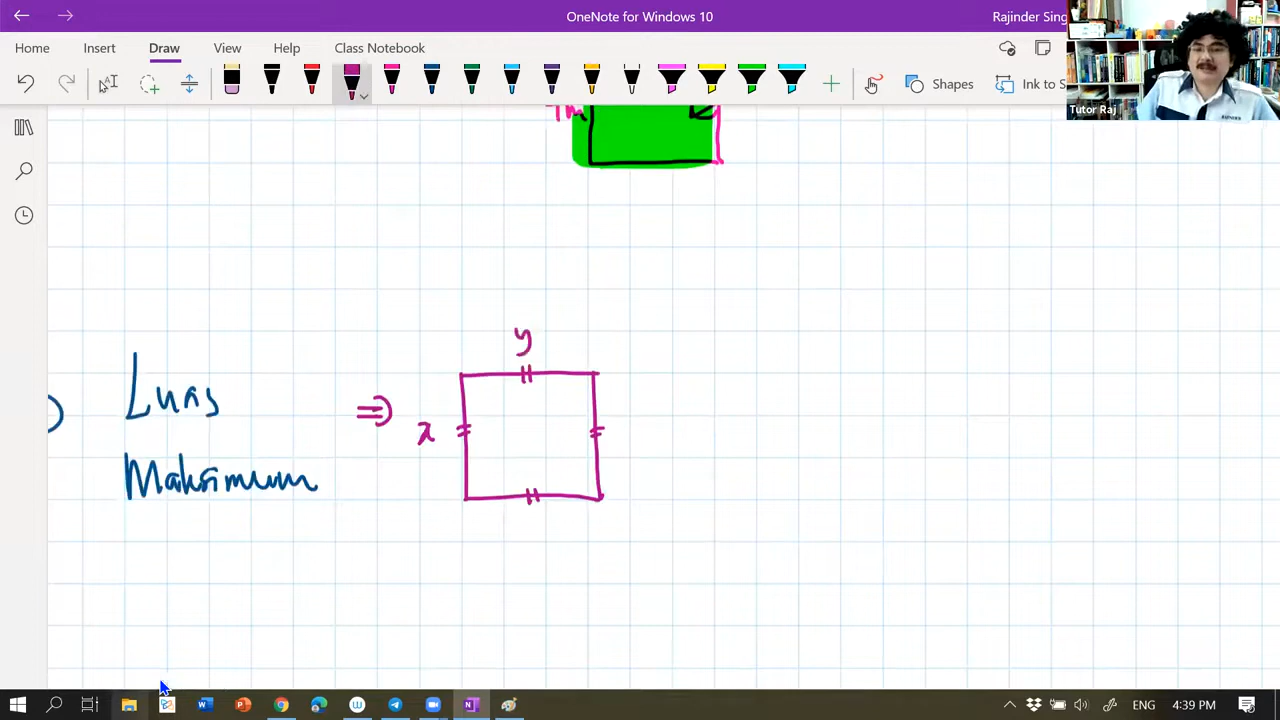 OneNote for Windows 10
Rajinder Sing
Home Insert Draw View Help Class Notebook
Shapes
Ink to S
Tutor Raj
1m
y
Luas
⇒
x
Maksimum
ENG
4:39 PM